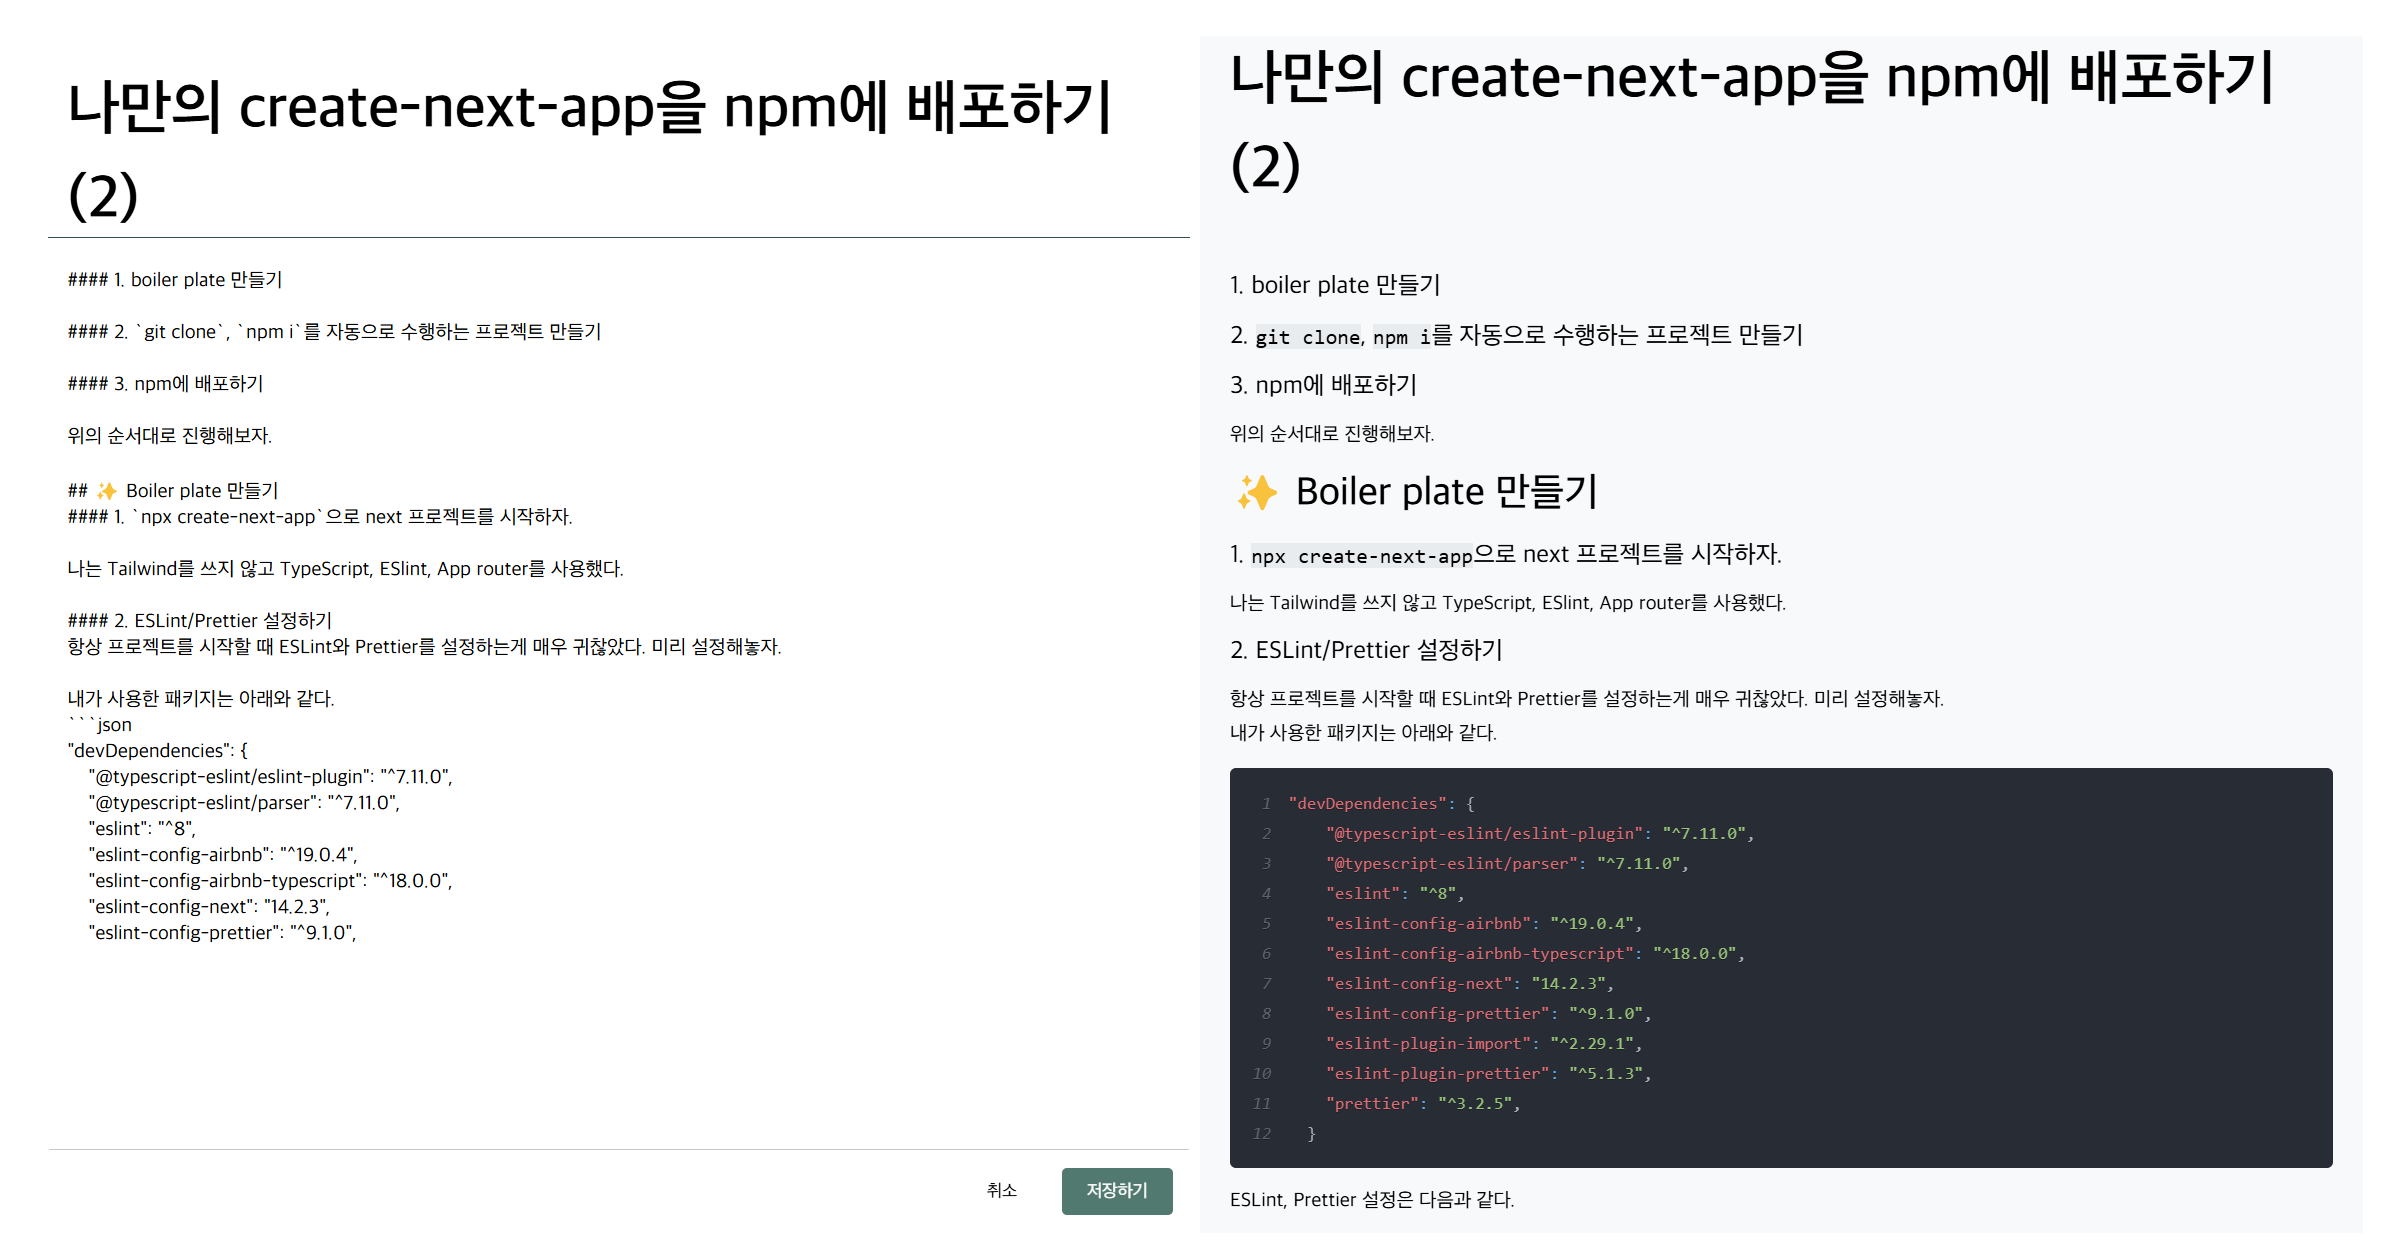 나만의 create-next-app을 npm에 배포하기
(2)
#### 1. boiler plate 만들기
#### 2. `git clone`, `npm i`를 자동으로 수행하는 프로젝트 만들기
#### 3. npm에 배포하기
위의 순서대로 진행해보자.
## ✨ Boiler plate 만들기
#### 1. `npx create-next-app`으로 next 프로젝트를 시작하자.
나는 Tailwind를 쓰지 않고 TypeScript, ESlint, App router를 사용했다.
#### 2. ESLint/Prettier 설정하기
항상 프로젝트를 시작할 때 ESLint와 Prettier를 설정하는게 매우 귀찮았다. 미리 설정해놓자.
내가 사용한 패키지는 아래와 같다.
```json
"devDependencies": {
    "@typescript-eslint/eslint-plugin": "^7.11.0",
    "@typescript-eslint/parser": "^7.11.0",
    "eslint": "^8",
    "eslint-config-airbnb": "^19.0.4",
    "eslint-config-airbnb-typescript": "^18.0.0",
    "eslint-config-next": "14.2.3",
    "eslint-config-prettier": "^9.1.0",
취소
저장하기
나만의 create-next-app을 npm에 배포하기
(2)
1. boiler plate 만들기
2. git clone, npm i를 자동으로 수행하는 프로젝트 만들기
3. npm에 배포하기
위의 순서대로 진행해보자.
✨ Boiler plate 만들기
1. npx create-next-app으로 next 프로젝트를 시작하자.
나는 Tailwind를 쓰지 않고 TypeScript, ESlint, App router를 사용했다.
2. ESLint/Prettier 설정하기
항상 프로젝트를 시작할 때 ESLint와 Prettier를 설정하는게 매우 귀찮았다. 미리 설정해놓자.
내가 사용한 패키지는 아래와 같다.
1 "devDependencies": {
2     "@typescript-eslint/eslint-plugin": "^7.11.0",
3     "@typescript-eslint/parser": "^7.11.0",
4     "eslint": "^8",
5     "eslint-config-airbnb": "^19.0.4",
6     "eslint-config-airbnb-typescript": "^18.0.0",
7     "eslint-config-next": "14.2.3",
8     "eslint-config-prettier": "^9.1.0",
9     "eslint-plugin-import": "^2.29.1",
10     "eslint-plugin-prettier": "^5.1.3",
11     "prettier": "^3.2.5",
12   }
ESLint, Prettier 설정은 다음과 같다.